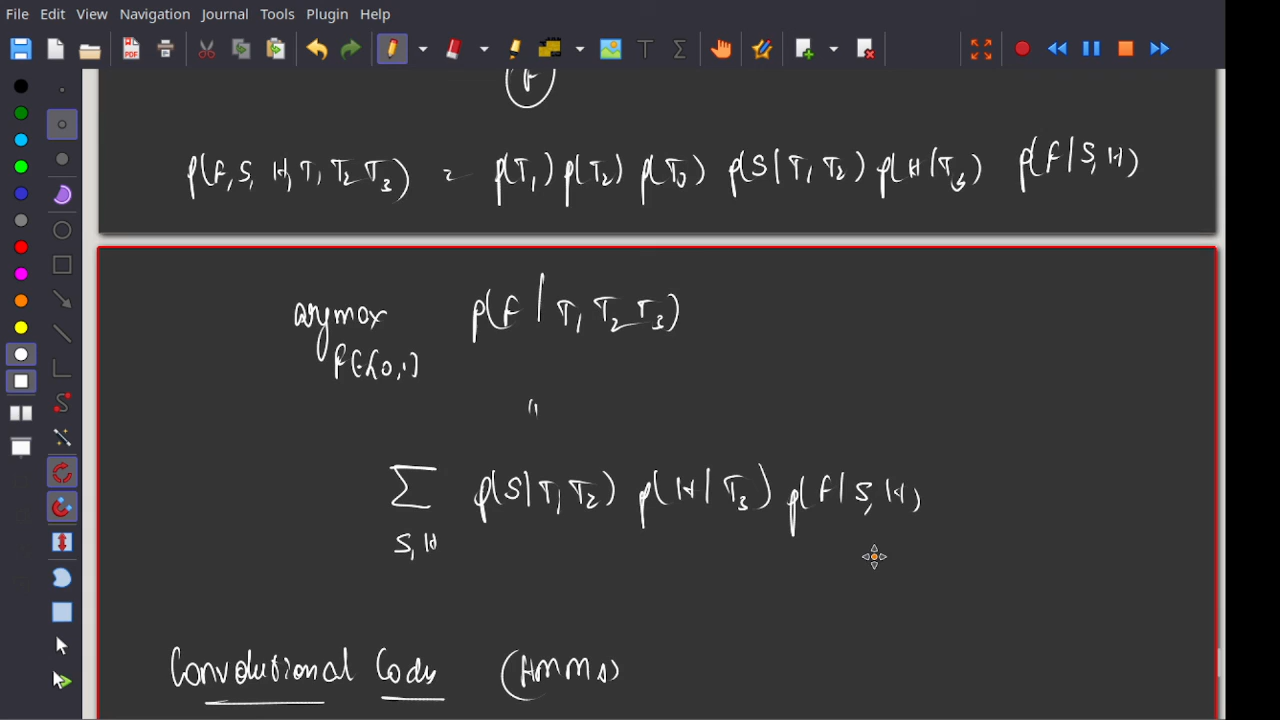 File Edit View Navigation Journal Tools Plugin Help
F
p(F,S, H,T, T2 T3) = p(T1) p(T2) p(T3) p(S|T1 T2) p(H|T3) p(F|S,H)
argmax p(F | T1 T2 T3)
f∈{0,1}
"
∑ p(S|T1,T2) p(H|T3) p(F|S,H)
S,H
Convolutional Codes (HMMs)